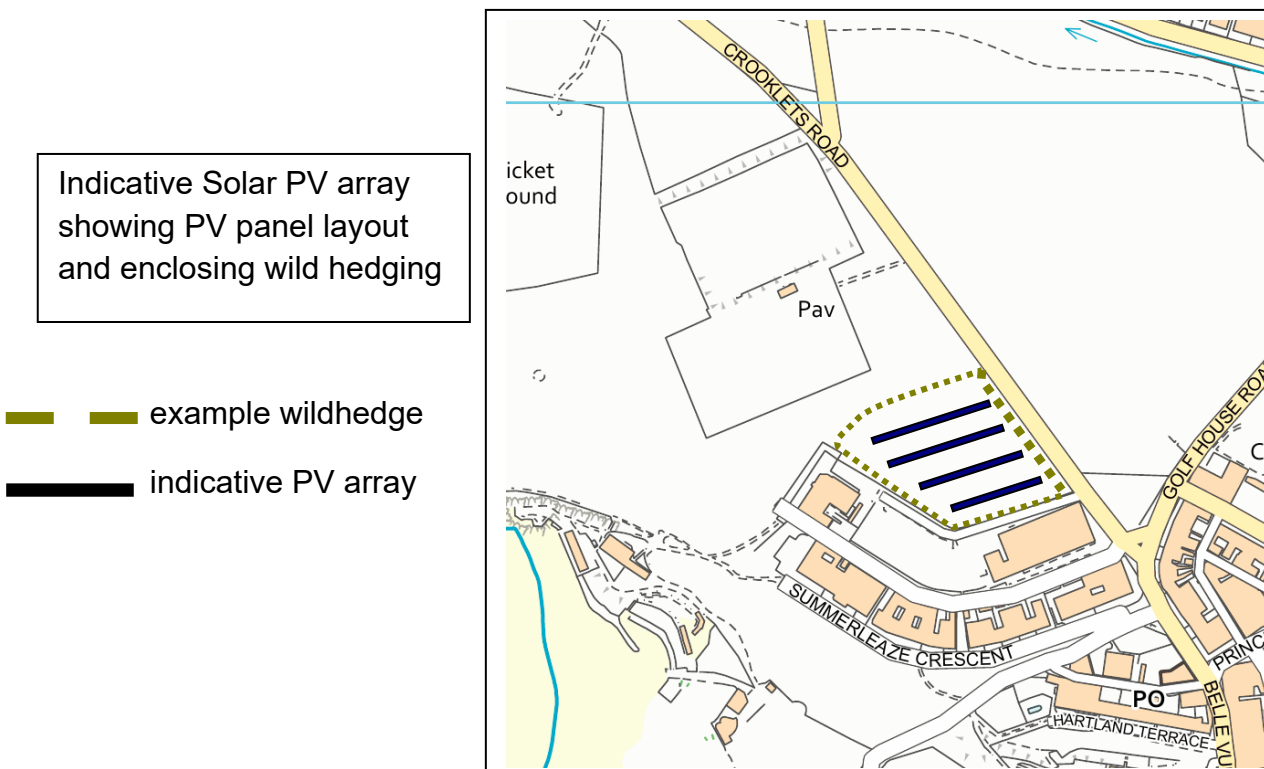 Indicative Solar PV array
showing PV panel layout
and enclosing wild hedging
example wildhedge
indicative PV array
CROOKLETS ROAD
icket
ound
Pav
GOLF HOUSE ROA
C
SUMMERLEAZE CRESCENT
PRINC
PO
BELLE VU
HARTLAND TERRACE